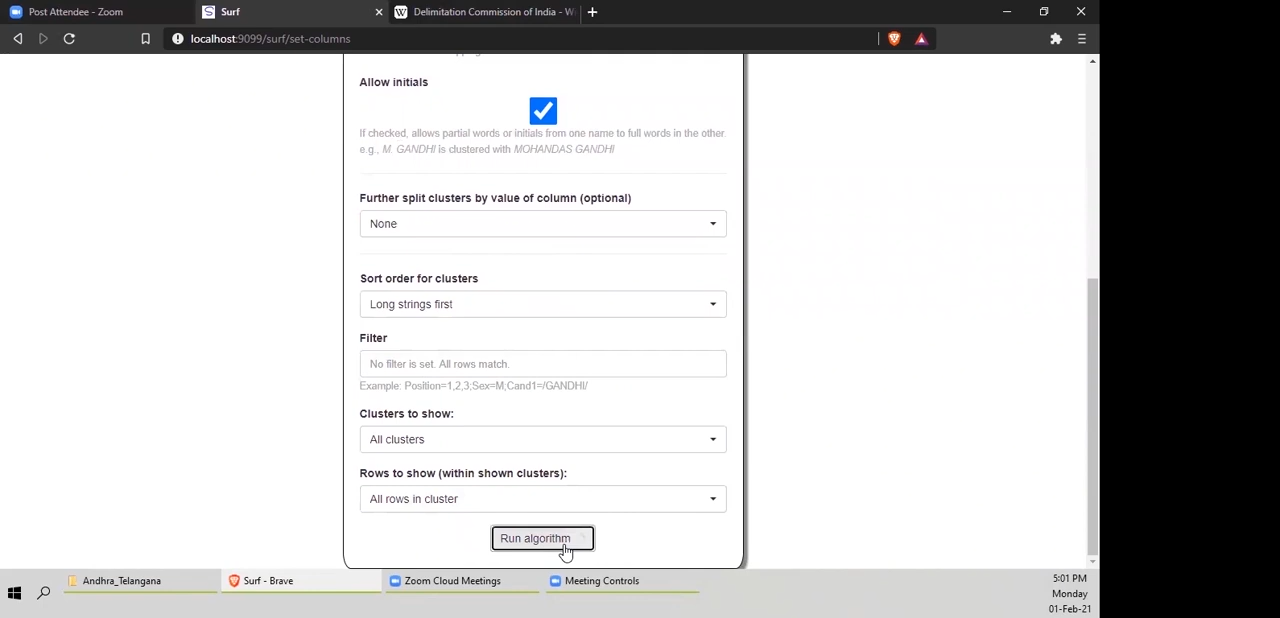 Post Attendee - Zoom
Surf
Delimitation Commission of India - Wi
localhost:9099/surf/set-columns
Allow initials
If checked, allows partial words or initials from one name to full words in the other.
e.g., M. GANDHI is clustered with MOHANDAS GANDHI
Further split clusters by value of column (optional)
None
Sort order for clusters
Long strings first
Filter
No filter is set. All rows match.
Example: Position=1,2,3;Sex=M;Cand1=/GANDHI/
Clusters to show:
All clusters
Rows to show (within shown clusters):
All rows in cluster
Run algorithm
Andhra_Telangana
Surf - Brave
Zoom Cloud Meetings
Meeting Controls
5:01 PM
Monday
01-Feb-21